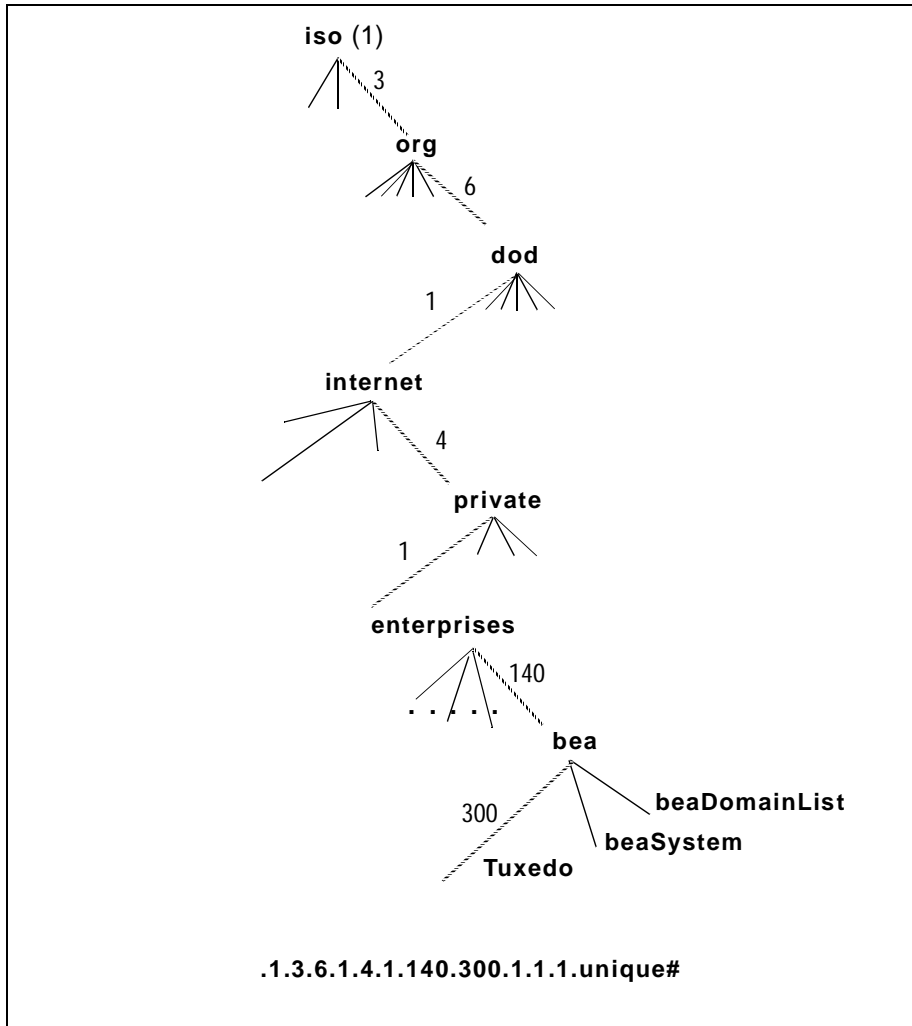 iso (1)
3
org
6
dod
1
internet
4
private
1
enterprises
140
. . . . .
bea
300
beaDomainList
beaSystem
Tuxedo
.1.3.6.1.4.1.140.300.1.1.1.unique#